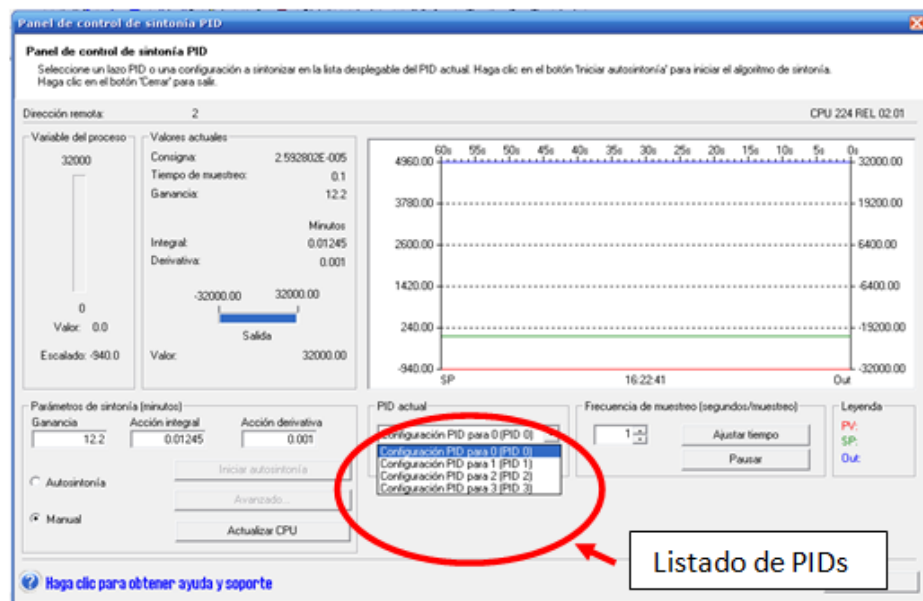 Panel de control de sintonía PID
Panel de control de sintonía PID
Seleccione un lazo PID o una configuración a sintonizar en la lista desplegable del PID actual. Haga clic en el botón 'Iniciar autosintonía' para iniciar el algoritmo de sintonía.
Haga clic en el botón 'Cerrar' para salir.
Dirección remota: 2 CPU 224 REL 02.01
Variable del proceso
32000
0
Valor: 0.0
Escalado: -940.0
Valores actuales
Consigna: 2.592802E-005
Tiempo de muestreo: 0.1
Ganancia: 12.2
Minutos
Integral: 0.01245
Derivativa: 0.001
-32000.00 32000.00
Salida
Valor: 32000.00
60s 55s 50s 45s 40s 35s 30s 25s 20s 15s 10s 5s 0s
4960.00 32000.00
3780.00 19200.00
2600.00 6400.00
1420.00 -6400.00
240.00 -19200.00
-940.00 -32000.00
SP 16:22:41 Out
Parámetros de sintonía (minutos)
Ganancia Acción integral Acción derivativa
12.2 0.01245 0.001
Iniciar autosintonía
Autosintonía
Avanzado...
Manual
Actualizar CPU
PID actual
Configuración PID para 0 (PID 0)
Configuración PID para 0 (PID 0)
Configuración PID para 1 (PID 1)
Configuración PID para 2 (PID 2)
Configuración PID para 3 (PID 3)
Frecuencia de muestreo (segundos/muestreo)
1 Ajustar tiempo
Pausar
Leyenda
PV:
SP:
Out:
Listado de PIDs
Haga clic para obtener ayuda y soporte